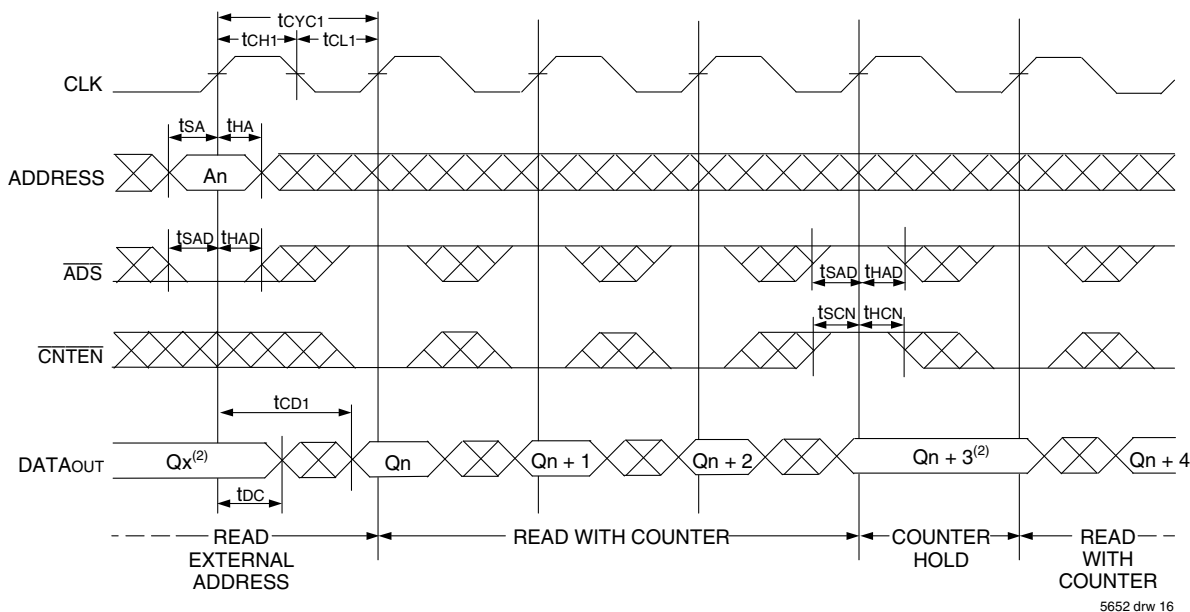 tCYC1
tCH1 tCL1
CLK
tSA tHA
ADDRESS An
tSAD tHAD
ADS
tSAD tHAD
tSCN tHCN
CNTEN
tCD1
DATAOUT Qx(2) Qn Qn + 1 Qn + 2 Qn + 3(2) Qn + 4
tDC
READ EXTERNAL ADDRESS
READ WITH COUNTER
COUNTER HOLD
READ WITH COUNTER
5652 drw 16